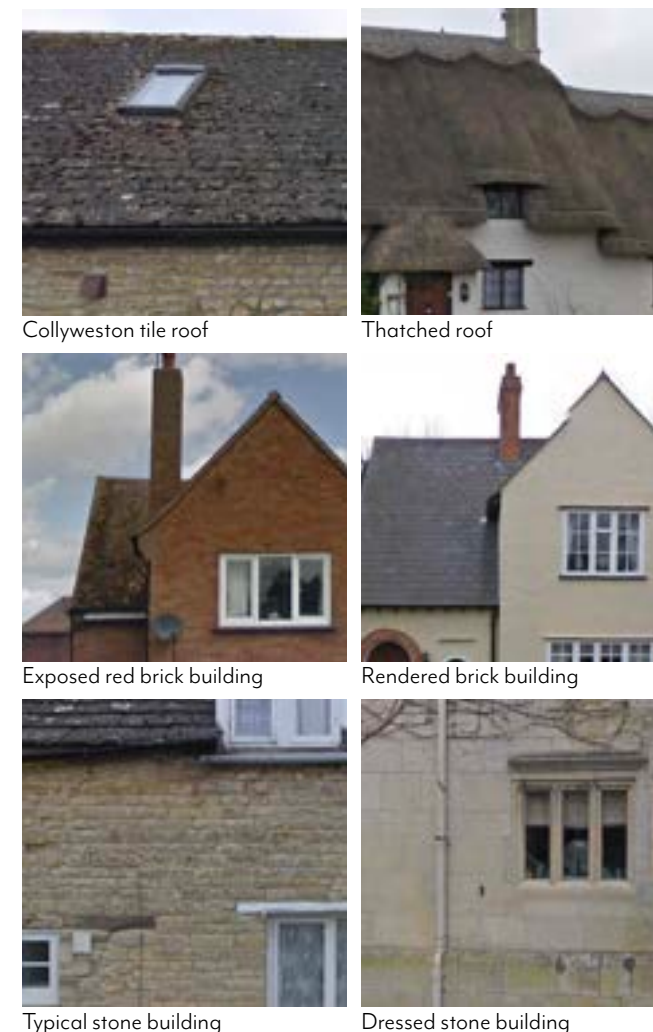 Collyweston tile roof
Thatched roof
Exposed red brick building
Rendered brick building
Typical stone building
Dressed stone building